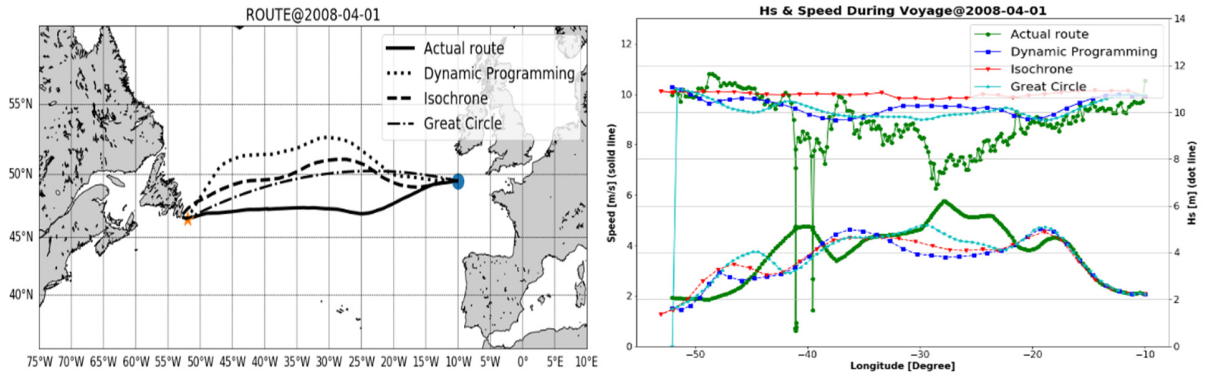 ROUTE@2008-04-01
Actual route
Dynamic Programming
Isochrone
Great Circle
55°N
50°N
45°N
40°N
75°W 70°W 65°W 60°W 55°W 50°W 45°W 40°W 35°W 30°W 25°W 20°W 15°W 10°W 5°W 0° 5°E 10°E
Hs & Speed During Voyage@2008-04-01
Actual route
Dynamic Programming
Isochrone
Great Circle
Speed [m/s] (solid line)
12
10
8
6
4
2
0
14
12
10
8
6
4
2
0
Hs [m] (dot line)
−50 −40 −30 −20 −10
Longitude [Degree]